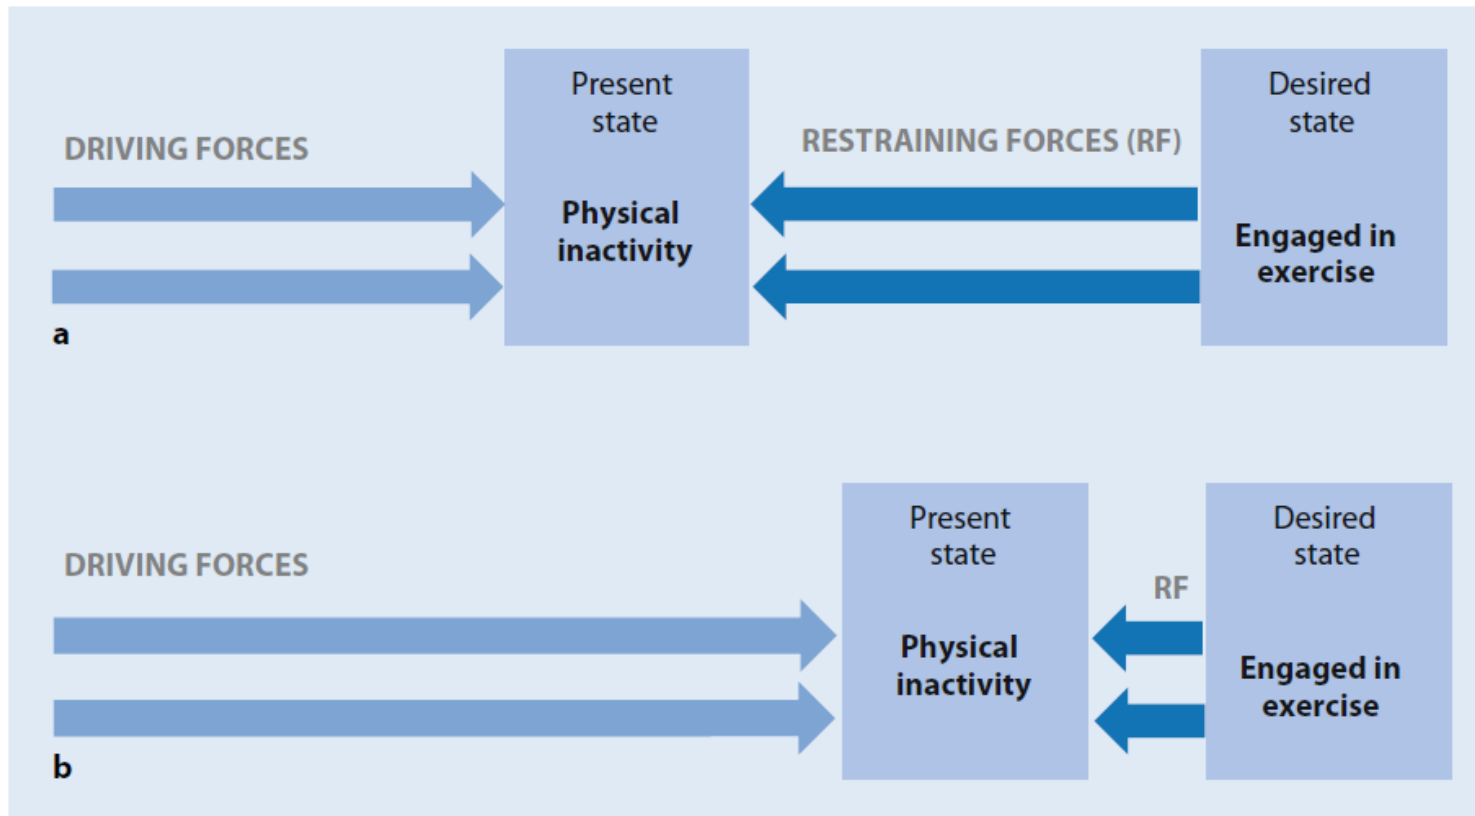 DRIVING FORCES
Present
state
Physical
inactivity
RESTRAINING FORCES (RF)
Desired
state
Engaged in
exercise
a
DRIVING FORCES
Present
state
Physical
inactivity
RF
Desired
state
Engaged in
exercise
b